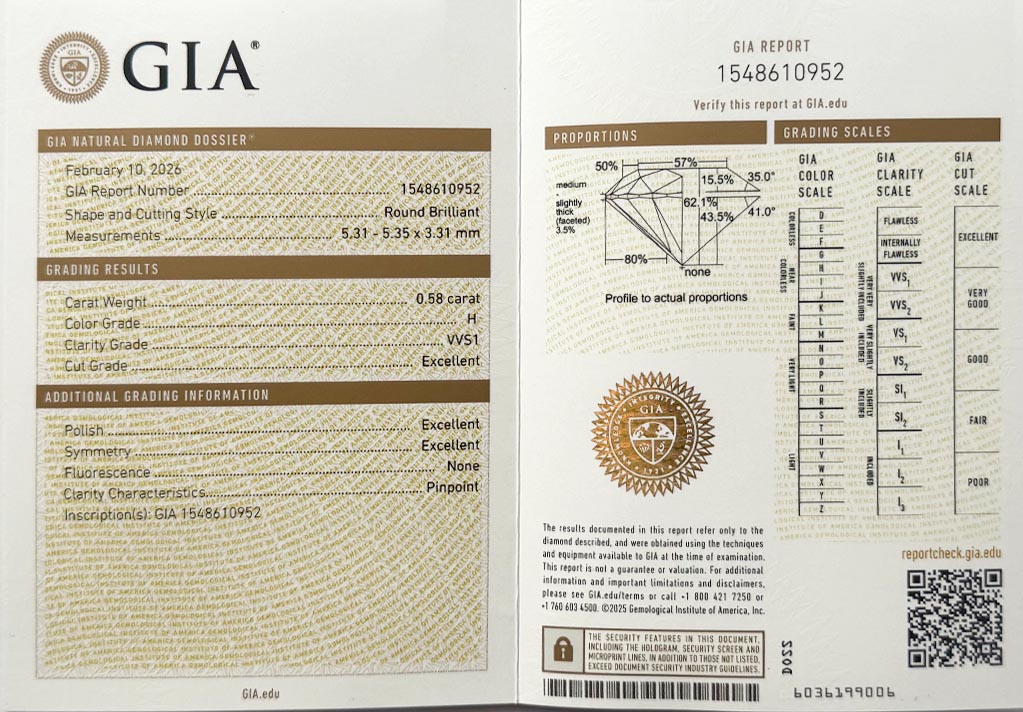 GIA®
GIA NATURAL DIAMOND DOSSIER®
February 10, 2026
GIA Report Number 1548610952
Shape and Cutting Style Round Brilliant
Measurements 5.31 - 5.35 x 3.31 mm
GRADING RESULTS
Carat Weight 0.58 carat
Color Grade H
Clarity Grade VVS1
Cut Grade Excellent
ADDITIONAL GRADING INFORMATION
Polish Excellent
Symmetry Excellent
Fluorescence None
Clarity Characteristics Pinpoint
Inscription(s): GIA 1548610952
GIA.edu
GIA REPORT
1548610952
Verify this report at GIA.edu
PROPORTIONS
50%
57%
medium
15.5%
35.0°
slightly
thick
(faceted)
3.5%
62.1%
43.5%
41.0°
80%
none
Profile to actual proportions
GIA
The results documented in this report refer only to the
diamond described, and were obtained using the techniques
and equipment available to GIA at the time of examination.
This report is not a guarantee or valuation. For additional
information and important limitations and disclaimers,
please see GIA.edu/terms or call +1 800 421 7250 or
+1 760 603 4500. ©2025 Gemological Institute of America, Inc.
THE SECURITY FEATURES IN THIS DOCUMENT,
INCLUDING THE HOLOGRAM, SECURITY SCREEN AND
MICROPRINT LINES, IN ADDITION TO THOSE NOT LISTED,
EXCEED DOCUMENT SECURITY INDUSTRY GUIDELINES.
GRADING SCALES
GIA
COLOR
SCALE
COLORLESS
D
E
F
NEAR
COLORLESS
G
H
I
J
FAINT
K
L
M
VERY LIGHT
N
O
P
Q
R
LIGHT
S
T
U
V
W
X
Y
Z
GIA
CLARITY
SCALE
FLAWLESS
INTERNALLY
FLAWLESS
VERY VERY
SLIGHTLY INCLUDED
VVS1
VVS2
VERY SLIGHTLY
INCLUDED
VS1
VS2
SLIGHTLY
INCLUDED
SI1
SI2
INCLUDED
I1
I2
I3
GIA
CUT
SCALE
EXCELLENT
VERY
GOOD
GOOD
FAIR
POOR
reportcheck.gia.edu
6036199006